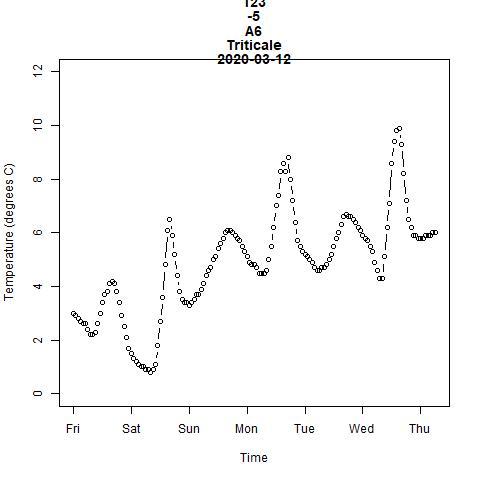 123
-5
A6
Triticale
2020-03-12
Temperature (degrees C)
12
10
8
6
4
2
0
Fri Sat Sun Mon Tue Wed Thu
Time